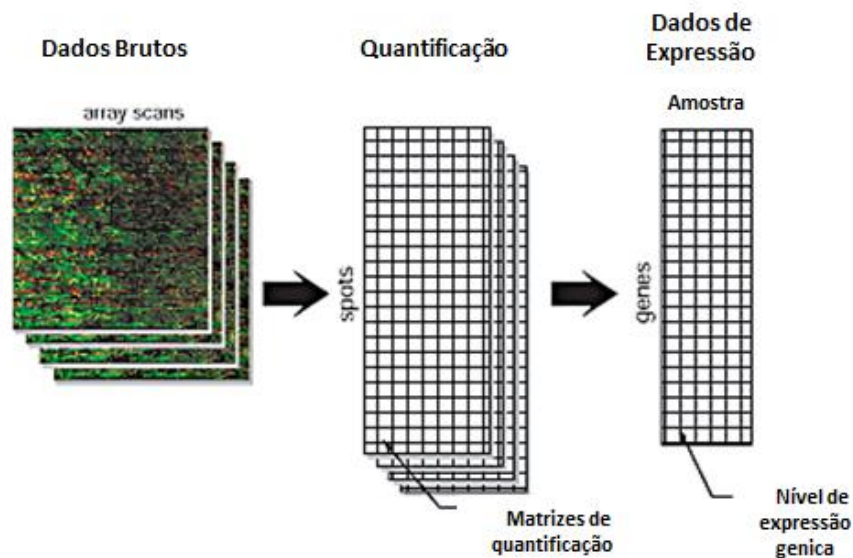 Dados Brutos
Quantificação
Dados de
Expressão
array scans
Amostra
spots
genes
Matrizes de
quantificação
Nível de
expressão
genica